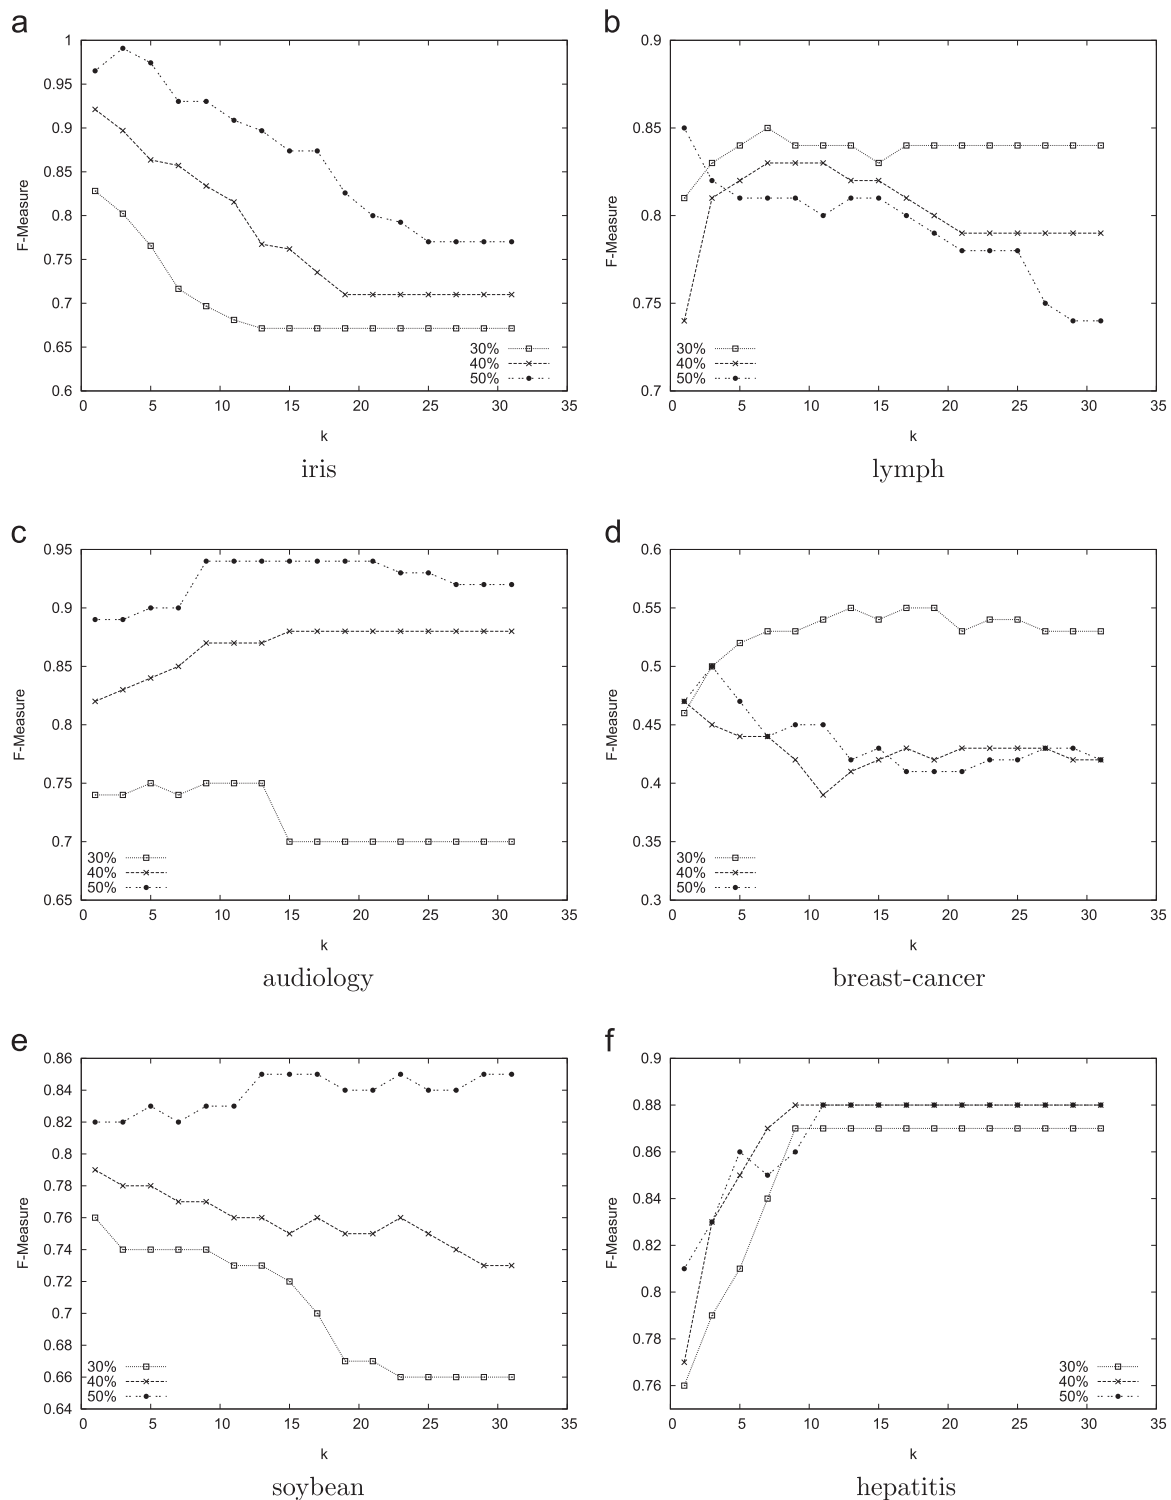 a
1
0.95
0.9
0.85
0.8
0.75
0.7
0.65
0.6
F-Measure
30%
40%
50%
0 5 10 15 20 25 30 35
k
iris
b
0.9
0.85
0.8
0.75
0.7
F-Measure
30%
40%
50%
0 5 10 15 20 25 30 35
k
lymph
c
0.95
0.9
0.85
0.8
0.75
0.7
0.65
F-Measure
30%
40%
50%
0 5 10 15 20 25 30 35
k
audiology
d
0.6
0.55
0.5
0.45
0.4
0.35
0.3
F-Measure
30%
40%
50%
0 5 10 15 20 25 30 35
k
breast-cancer
e
0.86
0.84
0.82
0.8
0.78
0.76
0.74
0.72
0.7
0.68
0.66
0.64
F-Measure
30%
40%
50%
0 5 10 15 20 25 30 35
k
soybean
f
0.9
0.88
0.86
0.84
0.82
0.8
0.78
0.76
F-Measure
30%
40%
50%
0 5 10 15 20 25 30 35
k
hepatitis